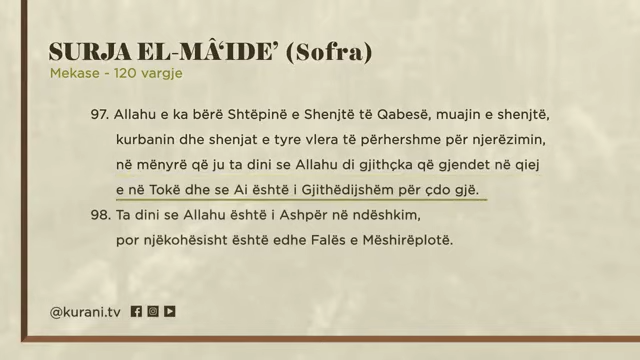 SURJA EL-MÂ‘IDE’ (Sofra)
Mekase - 120 vargje
97. Allahu e ka bërë Shtëpinë e Shenjtë të Qabesë, muajin e shenjtë,
kurbanin dhe shenjat e tyre vlera të përhershme për njerëzimin,
në mënyrë që ju ta dini se Allahu di gjithçka që gjendet në qiej
e në Tokë dhe se Ai është i Gjithëdijshëm për çdo gjë.
98. Ta dini se Allahu është i Ashpër në ndëshkim,
por njëkohësisht është edhe Falës e Mëshirëplotë.
@kurani.tv